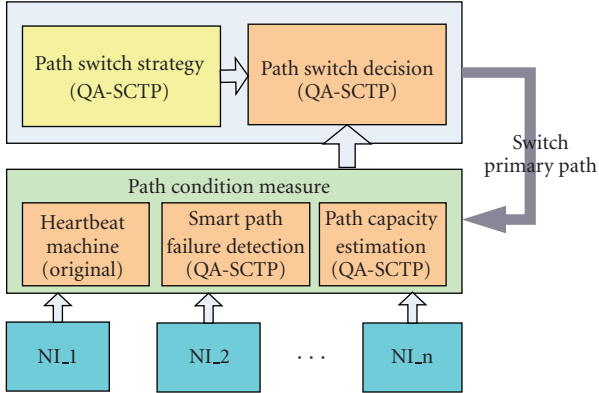 Path switch strategy
(QA-SCTP)
Path switch decision
(QA-SCTP)
Switch
primary path
Path condition measure
Heartbeat
machine
(original)
Smart path
failure detection
(QA-SCTP)
Path capacity
estimation
(QA-SCTP)
NI_1
NI_2
· · ·
NI_n